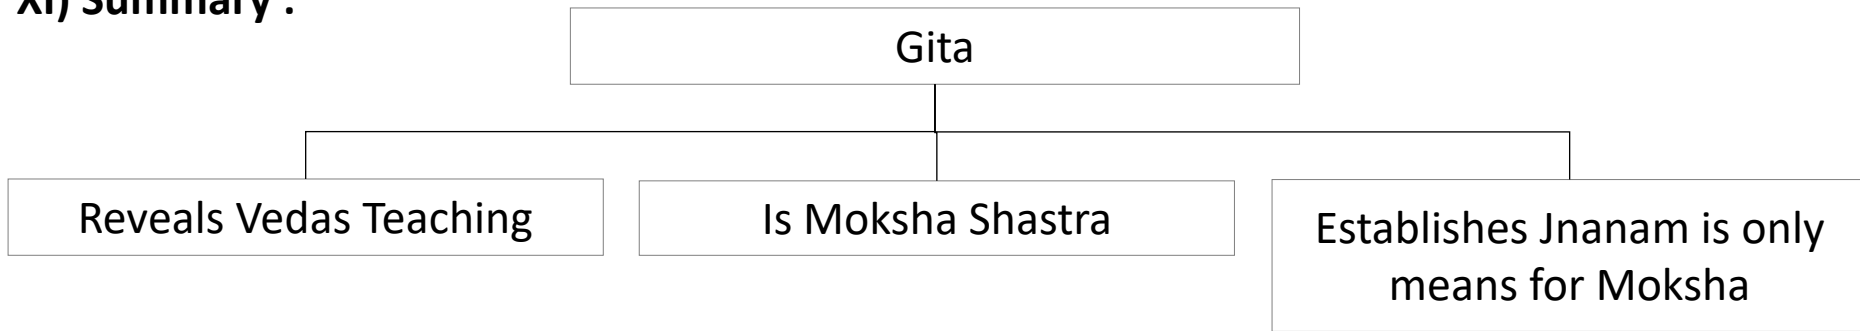 XI) Summary :
Gita
Reveals Vedas Teaching
Is Moksha Shastra
Establishes Jnanam is only
means for Moksha